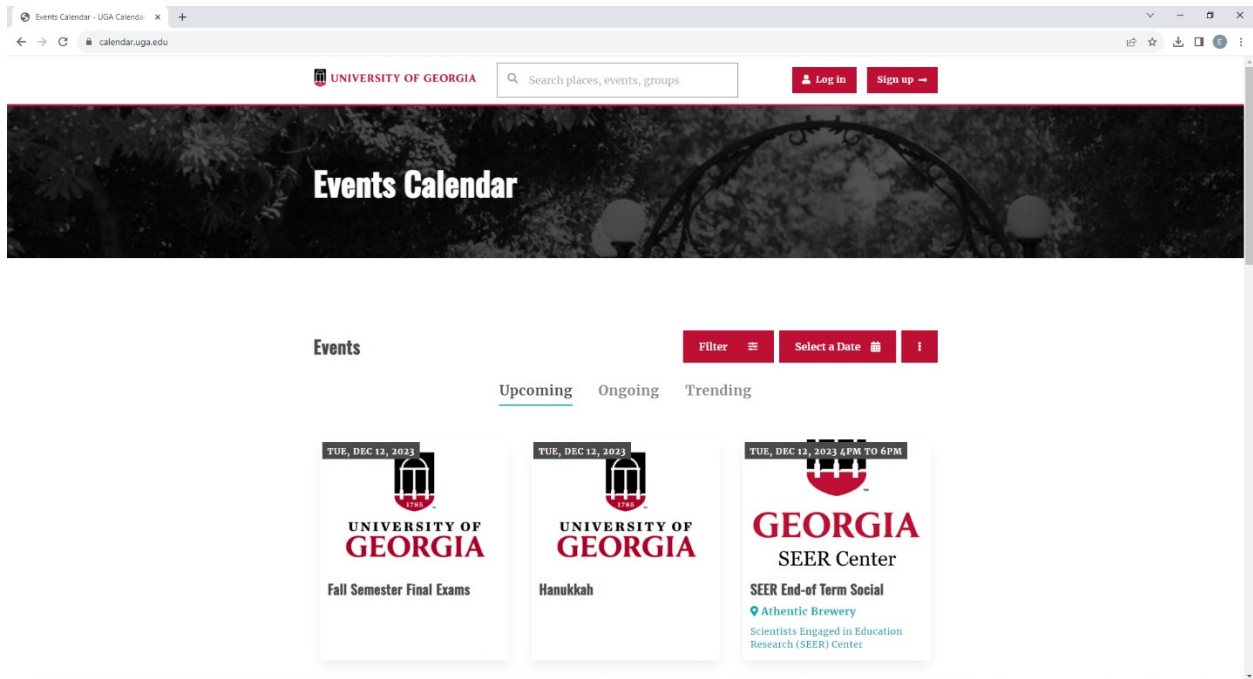 Events Calendar - UGA Calendar
calendar.uga.edu
E
UNIVERSITY OF GEORGIA
Search places, events, groups
Log in
Sign up →
Events Calendar
Events
Filter
Select a Date
Upcoming
Ongoing
Trending
TUE, DEC 12, 2023
1785
UNIVERSITY OF
GEORGIA
Fall Semester Final Exams
TUE, DEC 12, 2023
1785
UNIVERSITY OF
GEORGIA
Hanukkah
TUE, DEC 12, 2023 4PM TO 6PM
GEORGIA
SEER Center
SEER End-of Term Social
Athentic Brewery
Scientists Engaged in Education
Research (SEER) Center